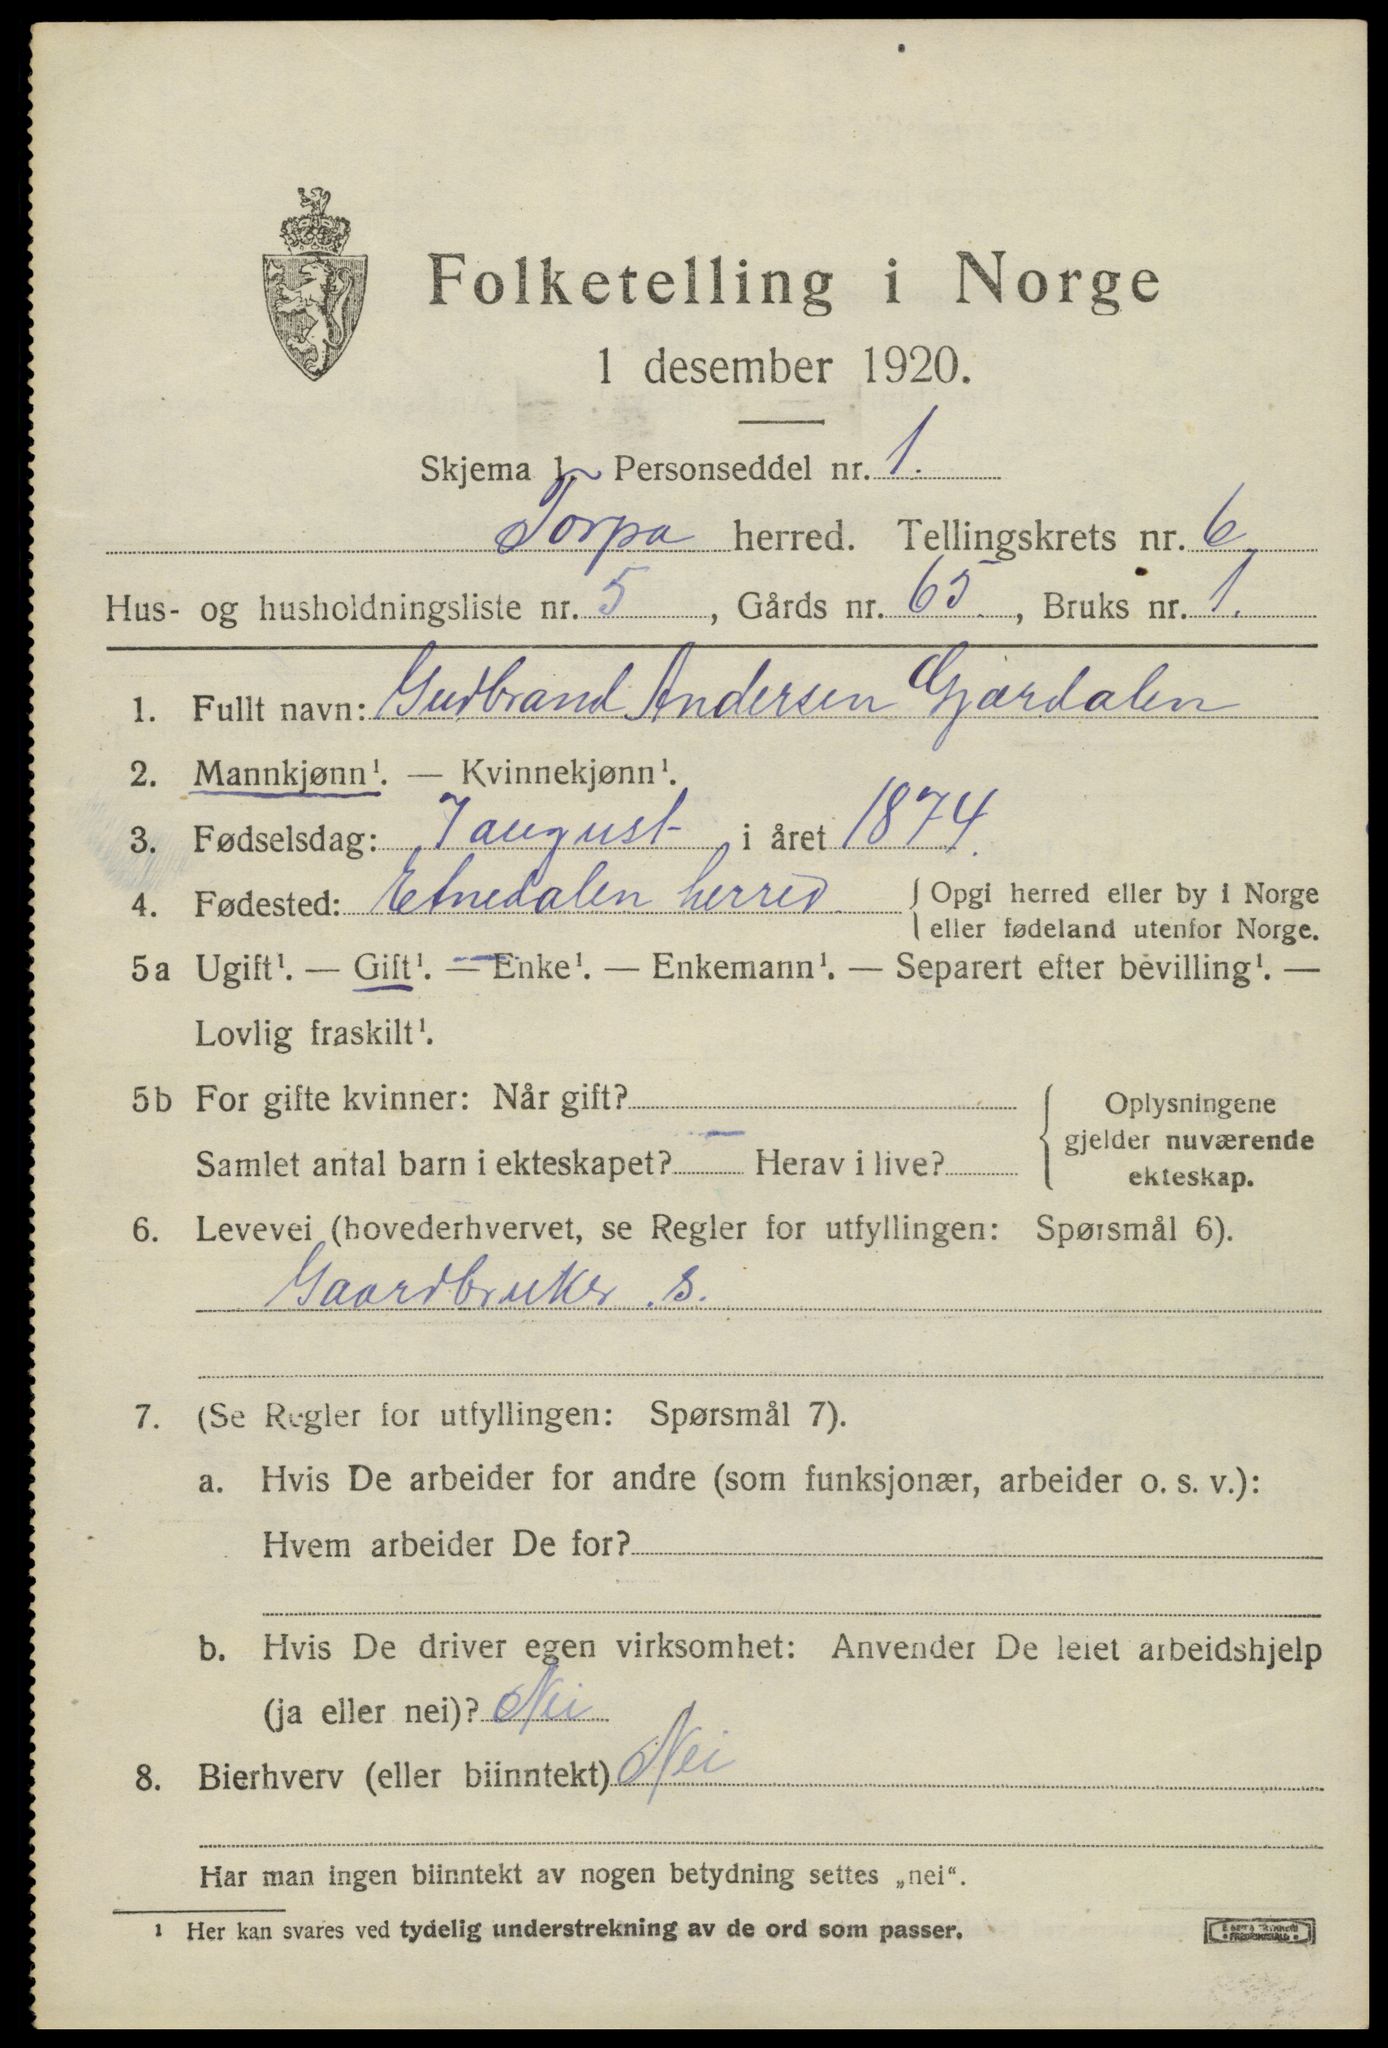 Folketelling i Norge
1 desember 1920.
Skjema 1. Personseddel nr. 1.
Torpa herred. Tellingskrets nr. 6
Hus- og husholdningsliste nr. 5, Gårds nr. 65, Bruks nr. 1.
1. Fullt navn: Gudbrand Andersen Gjærdalen
2. Mannkjønn¹. — Kvinnekjønn¹.
3. Fødselsdag: 7 august i året 1874.
4. Fødested: Etnedalen herred { Opgi herred eller by i Norge
eller fødeland utenfor Norge.
5a Ugift¹. — Gift¹. — Enke¹. — Enkemann¹. — Separert efter bevilling¹. —
Lovlig fraskilt¹.
5b For gifte kvinner: Når gift?
Samlet antal barn i ekteskapet? — Herav i live?
{ Oplysningene
gjelder nuværende
ekteskap.
6. Levevei (hovederhvervet, se Regler for utfyllingen: Spørsmål 6).
Gaardbruker s.
7. (Se Regler for utfyllingen: Spørsmål 7).
a. Hvis De arbeider for andre (som funksjonær, arbeider o. s. v.):
Hvem arbeider De for?
b. Hvis De driver egen virksomhet: Anvender De leiet arbeidshjelp
(ja eller nei)? Nei
8. Bierhverv (eller biinntekt) Nei
Har man ingen biinntekt av nogen betydning settes „nei“.
¹ Her kan svares ved tydelig understrekning av de ord som passer.